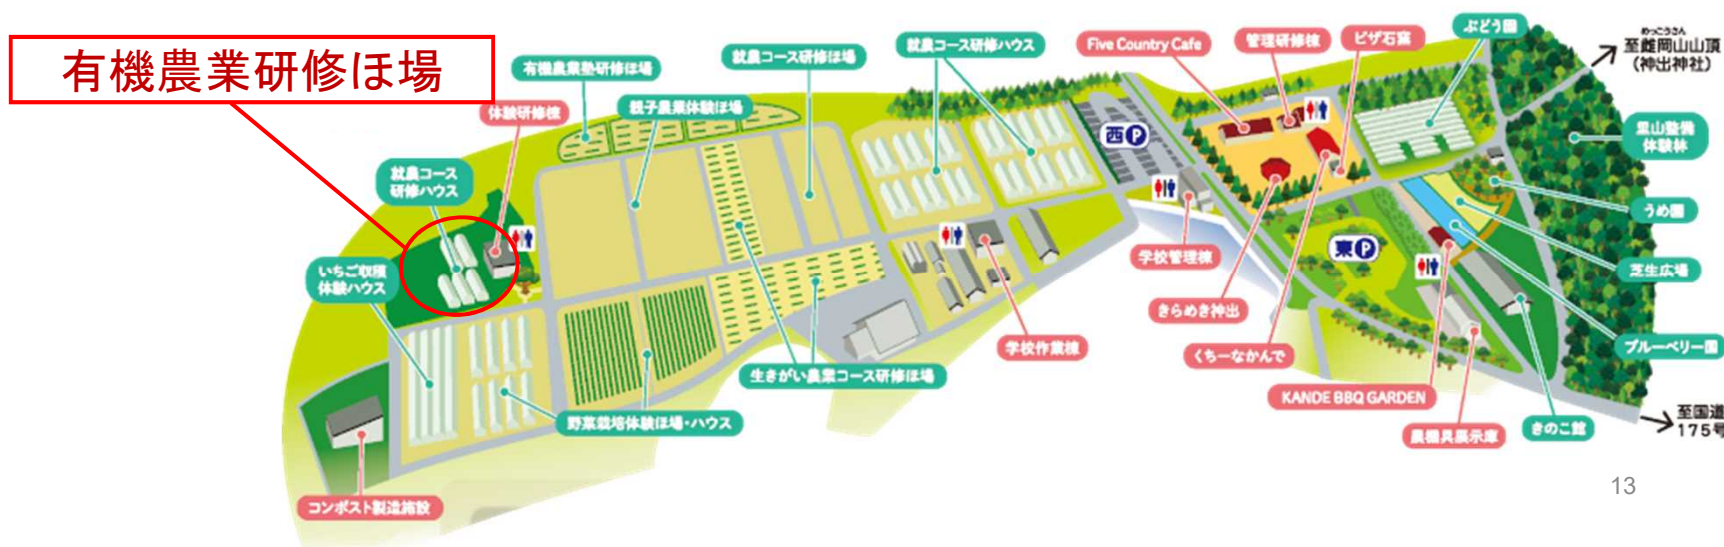 有機農業研修ほ場
体験研修棟
有機農業塾研修ほ場
親子農業体験ほ場
就農コース研修ほ場
就農コース研修ハウス
Five Country Cafe
管理研修棟
ピザ石窯
ぶどう園
めっこうさん
至雌岡山山頂
(神出神社)
里山整備
体験林
うめ園
芝生広場
ブルーベリー園
至国道
175号
きのこ館
農機具展示庫
KANDE BBQ GARDEN
くちーなかんで
きらめき神出
学校管理棟
西P
東P
学校作業棟
生きがい農業コース研修ほ場
野菜栽培体験ほ場・ハウス
就農コース
研修ハウス
いちご収穫
体験ハウス
コンポスト製造施設
13